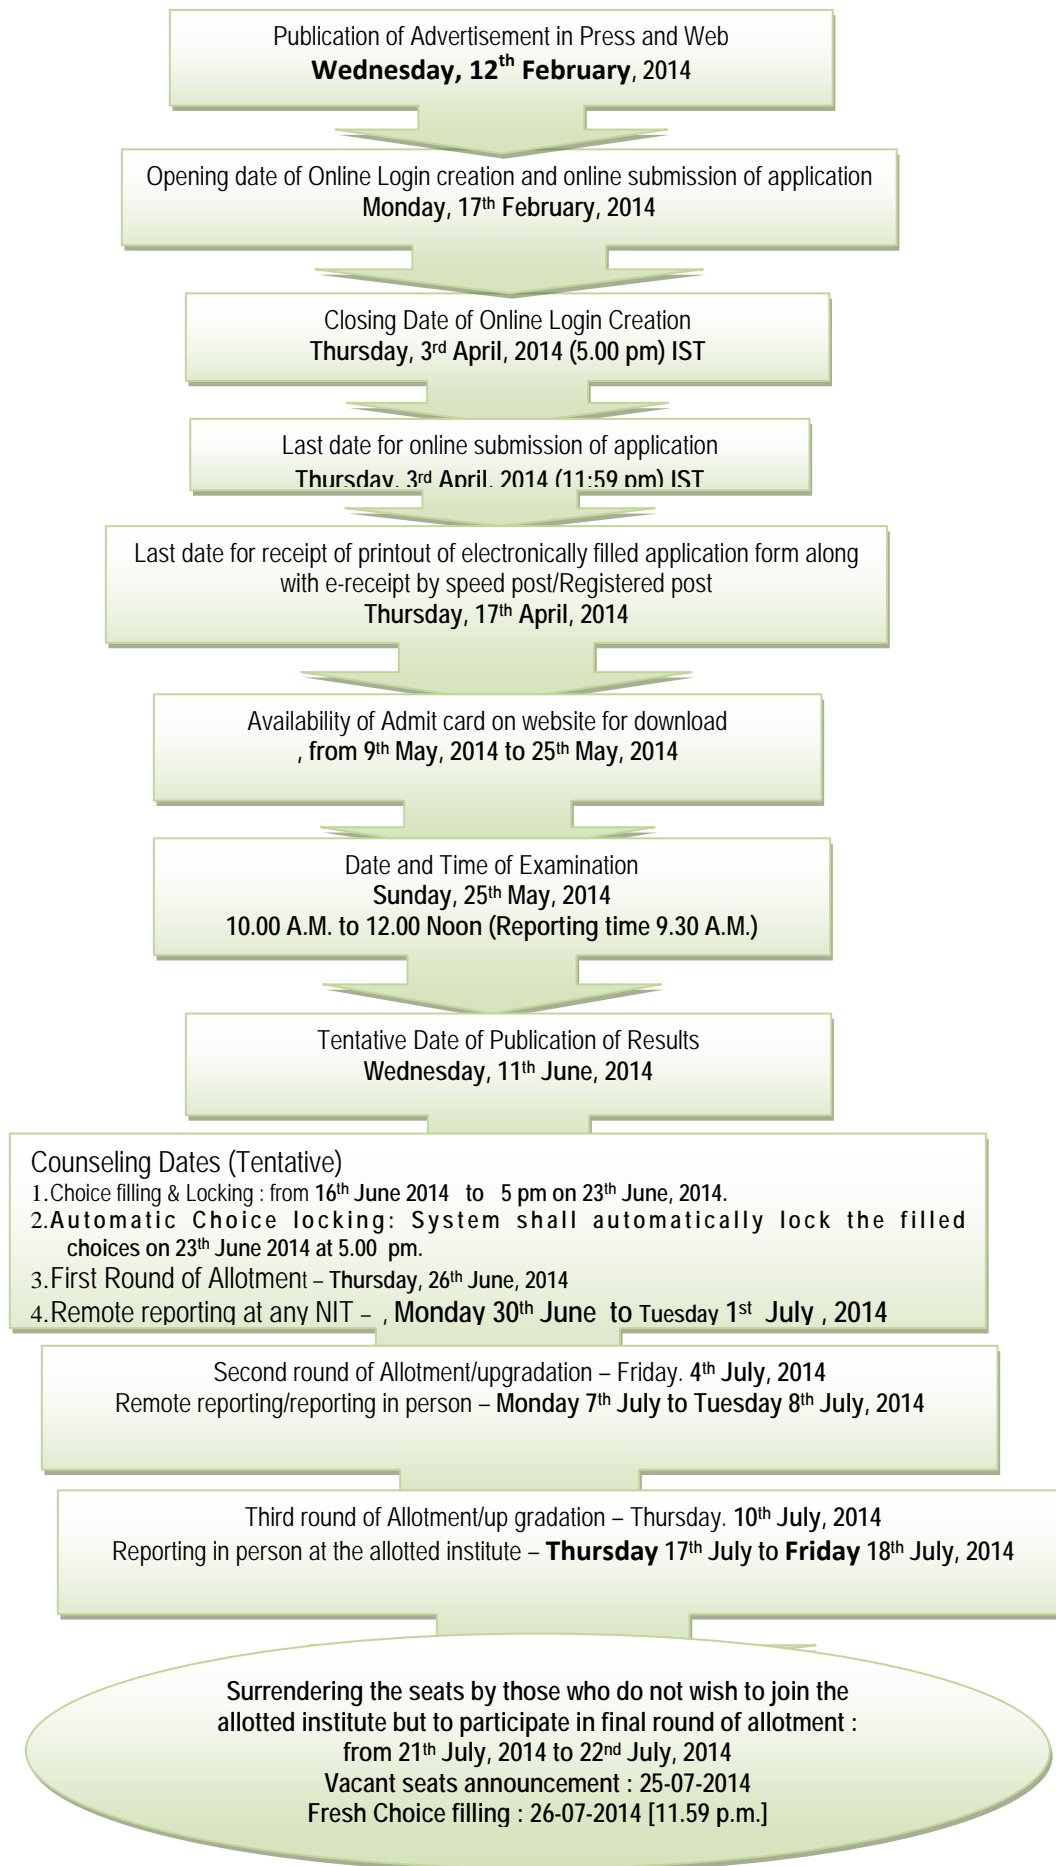 Publication of Advertisement in Press and Web
Wednesday, 12th February, 2014
Opening date of Online Login creation and online submission of application
Monday, 17th February, 2014
Closing Date of Online Login Creation
Thursday, 3rd April, 2014 (5.00 pm) IST
Last date for online submission of application
Thursday, 3rd April, 2014 (11:59 pm) IST
Last date for receipt of printout of electronically filled application form along
with e-receipt by speed post/Registered post
Thursday, 17th April, 2014
Availability of Admit card on website for download
, from 9th May, 2014 to 25th May, 2014
Date and Time of Examination
Sunday, 25th May, 2014
10.00 A.M. to 12.00 Noon (Reporting time 9.30 A.M.)
Tentative Date of Publication of Results
Wednesday, 11th June, 2014
Counseling Dates (Tentative)
1.Choice filling & Locking : from 16th June 2014 to 5 pm on 23th June, 2014.
2.Automatic Choice locking: System shall automatically lock the filled
choices on 23th June 2014 at 5.00 pm.
3.First Round of Allotment – Thursday, 26th June, 2014
4.Remote reporting at any NIT – , Monday 30th June to Tuesday 1st July , 2014
Second round of Allotment/upgradation – Friday. 4th July, 2014
Remote reporting/reporting in person – Monday 7th July to Tuesday 8th July, 2014
Third round of Allotment/up gradation – Thursday. 10th July, 2014
Reporting in person at the allotted institute – Thursday 17th July to Friday 18th July, 2014
Surrendering the seats by those who do not wish to join the
allotted institute but to participate in final round of allotment :
from 21th July, 2014 to 22nd July, 2014
Vacant seats announcement : 25-07-2014
Fresh Choice filling : 26-07-2014 [11.59 p.m.]